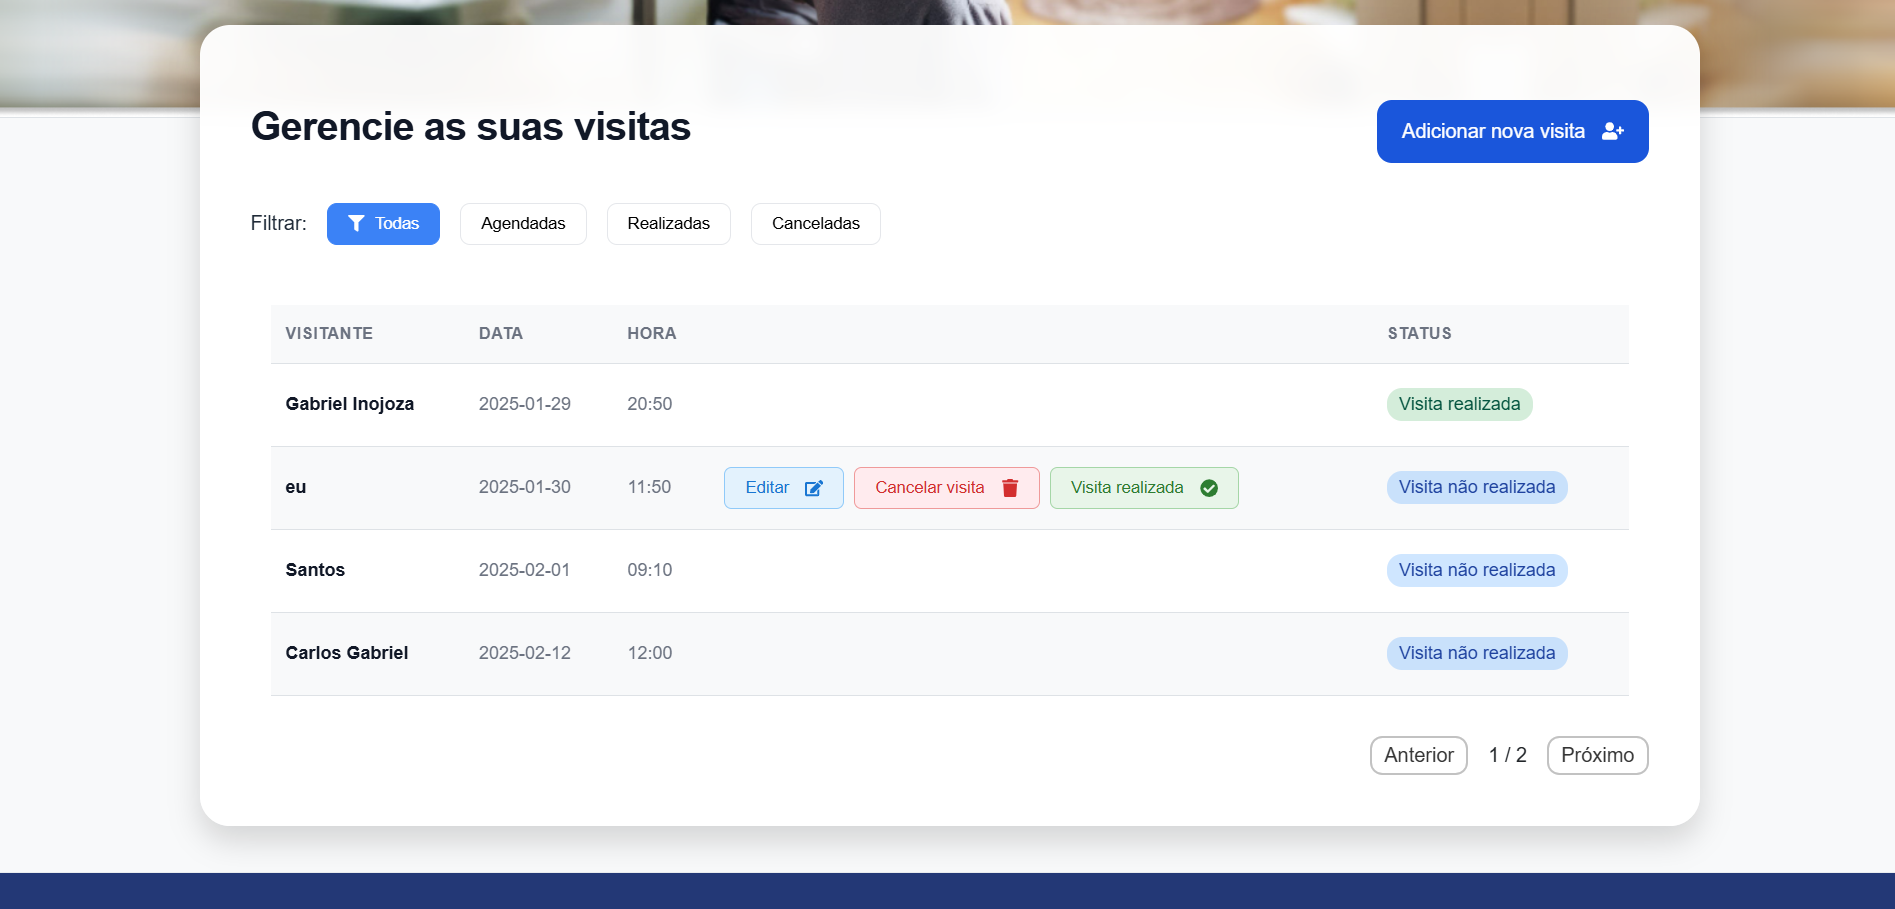 Gerencie as suas visitas
Adicionar nova visita
Filtrar: Todas Agendadas Realizadas Canceladas
VISITANTE DATA HORA STATUS
Gabriel Inojoza 2025-01-29 20:50 Visita realizada
eu 2025-01-30 11:50 Editar Cancelar visita Visita realizada Visita não realizada
Santos 2025-02-01 09:10 Visita não realizada
Carlos Gabriel 2025-02-12 12:00 Visita não realizada
Anterior 1 / 2 Próximo